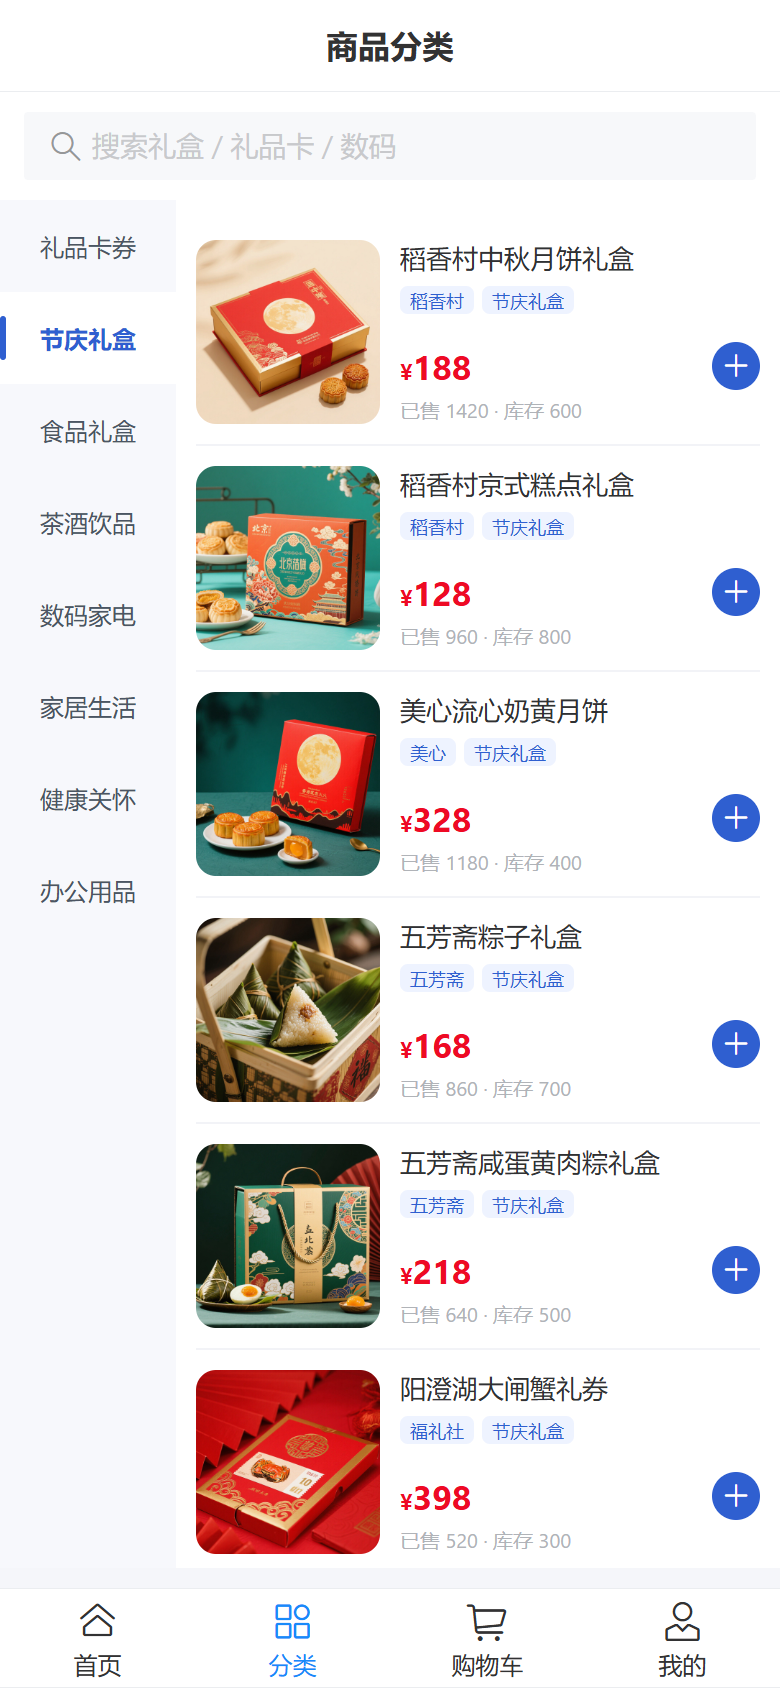 商品分类
搜索礼盒 / 礼品卡 / 数码
礼品卡券
节庆礼盒
食品礼盒
茶酒饮品
数码家电
家居生活
健康关怀
办公用品
稻香村中秋月饼礼盒
稻香村 节庆礼盒
¥188
已售 1420 · 库存 600
稻香村京式糕点礼盒
稻香村 节庆礼盒
¥128
已售 960 · 库存 800
北京
美心流心奶黄月饼
美心 节庆礼盒
¥328
已售 1180 · 库存 400
五芳斋粽子礼盒
五芳斋 节庆礼盒
¥168
已售 860 · 库存 700
福
五芳斋咸蛋黄肉粽礼盒
五芳斋 节庆礼盒
¥218
已售 640 · 库存 500
阳澄湖大闸蟹礼券
福礼社 节庆礼盒
¥398
已售 520 · 库存 300
10
首页
分类
购物车
我的